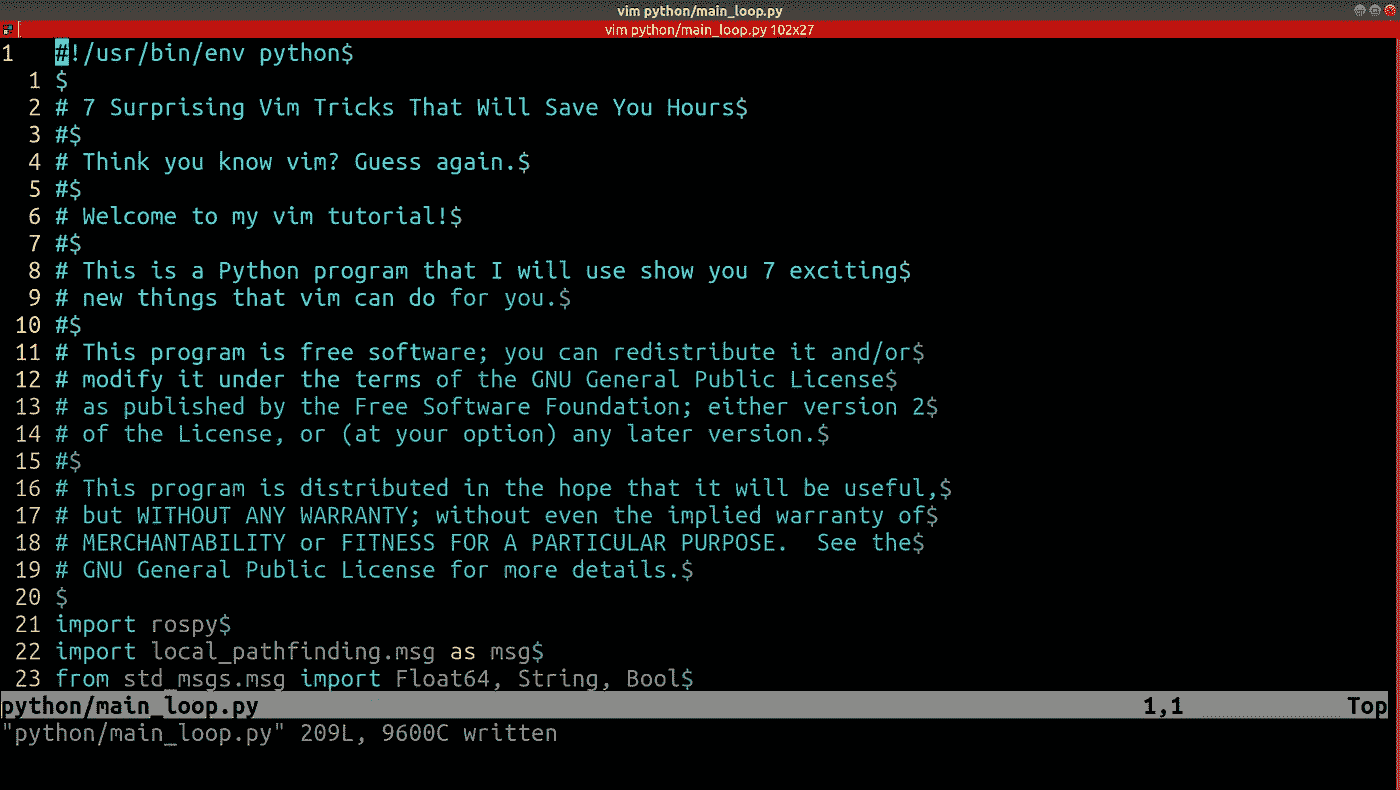 vim python/main_loop.py
vim python/main_loop.py 102x27
1 #!/usr/bin/env python$
1 $
2 # 7 Surprising Vim Tricks That Will Save You Hours$
3 #$
4 # Think you know vim? Guess again.$
5 #$
6 # Welcome to my vim tutorial!$
7 #$
8 # This is a Python program that I will use show you 7 exciting$
9 # new things that vim can do for you.$
10 #$
11 # This program is free software; you can redistribute it and/or$
12 # modify it under the terms of the GNU General Public License$
13 # as published by the Free Software Foundation; either version 2$
14 # of the License, or (at your option) any later version.$
15 #$
16 # This program is distributed in the hope that it will be useful,$
17 # but WITHOUT ANY WARRANTY; without even the implied warranty of$
18 # MERCHANTABILITY or FITNESS FOR A PARTICULAR PURPOSE.  See the$
19 # GNU General Public License for more details.$
20 $
21 import rospy$
22 import local_pathfinding.msg as msg$
23 from std_msgs.msg import Float64, String, Bool$
python/main_loop.py 1,1 Top
"python/main_loop.py" 209L, 9600C written